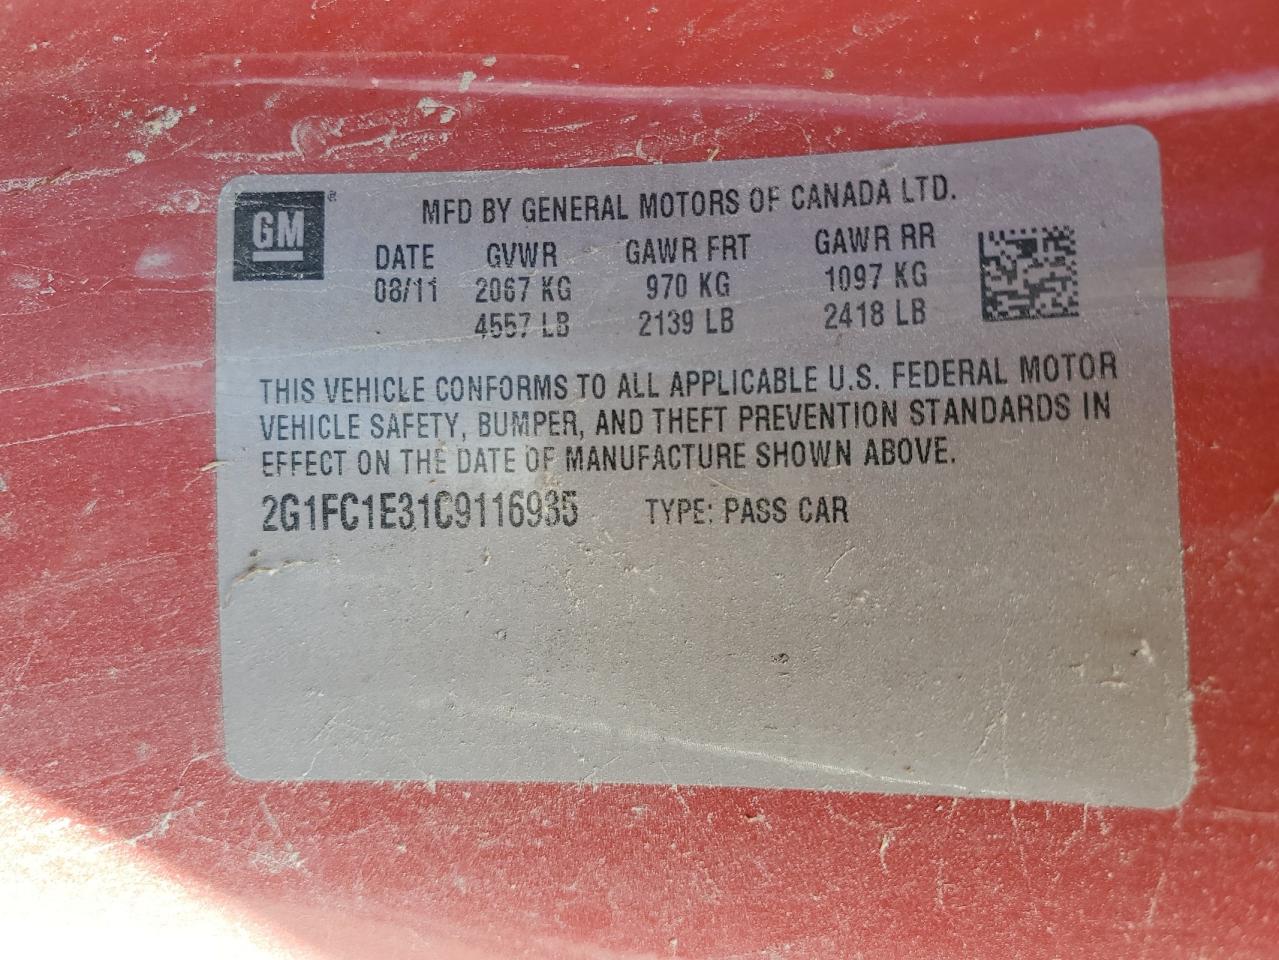 GM ®
MFD BY GENERAL MOTORS OF CANADA LTD.
DATE GVWR GAWR FRT GAWR RR
08/11 2067 KG 970 KG 1097 KG
4557 LB 2139 LB 2418 LB
THIS VEHICLE CONFORMS TO ALL APPLICABLE U.S. FEDERAL MOTOR
VEHICLE SAFETY, BUMPER, AND THEFT PREVENTION STANDARDS IN
EFFECT ON THE DATE OF MANUFACTURE SHOWN ABOVE.
2G1FC1E31C9116935 TYPE: PASS CAR